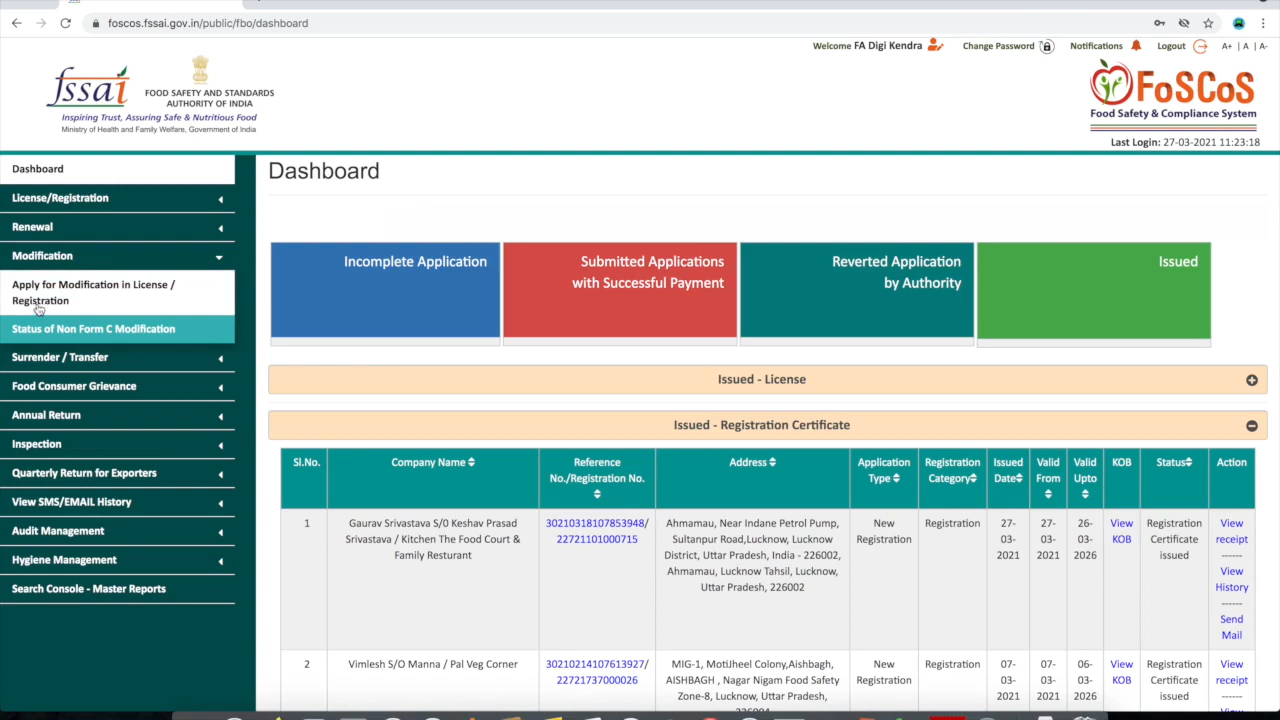 foscos.fssai.gov.in/public/fbo/dashboard
Welcome FA Digi Kendra
Change Password
Notifications
Logout
A+ | A | A-
fssai
FOOD SAFETY AND STANDARDS
AUTHORITY OF INDIA
Inspiring Trust, Assuring Safe & Nutritious Food
Ministry of Health and Family Welfare, Government of India
FoSCoS
Food Safety & Compliance System
Last Login: 27-03-2021 11:23:18
Dashboard
License/Registration
Renewal
Modification
Apply for Modification in License /
Registration
Status of Non Form C Modification
Surrender / Transfer
Food Consumer Grievance
Annual Return
Inspection
Quarterly Return for Exporters
View SMS/EMAIL History
Audit Management
Hygiene Management
Search Console - Master Reports
Dashboard
Incomplete Application
Submitted Applications
with Successful Payment
Reverted Application
by Authority
Issued
Issued - License
Issued - Registration Certificate
Sl.No.
Company Name
Reference
No./Registration No.
Address
Application
Type
Registration
Category
Issued
Date
Valid
From
Valid
Upto
KOB
Status
Action
1
Gaurav Srivastava S/0 Keshav Prasad
Srivastava / Kitchen The Food Court &
Family Resturant
30210318107853948/
22721101000715
Ahmamau, Near Indane Petrol Pump,
Sultanpur Road,Lucknow, Lucknow
District, Uttar Pradesh, India - 226002,
Ahmamau, Lucknow Tahsil, Lucknow,
Uttar Pradesh, 226002
New
Registration
Registration
27-
03-
2021
27-
03-
2021
26-
03-
2026
View
KOB
Registration
Certificate
issued
View
receipt
------
View
History
------
Send
Mail
2
Vimlesh S/O Manna / Pal Veg Corner
30210214107613927/
22721737000026
MIG-1, MotiJheel Colony,Aishbagh,
AISHBAGH , Nagar Nigam Food Safety
Zone-8, Lucknow, Uttar Pradesh,
226004
New
Registration
Registration
07-
03-
2021
07-
03-
2021
06-
03-
2026
View
KOB
Registration
Certificate
issued
View
receipt
------
View